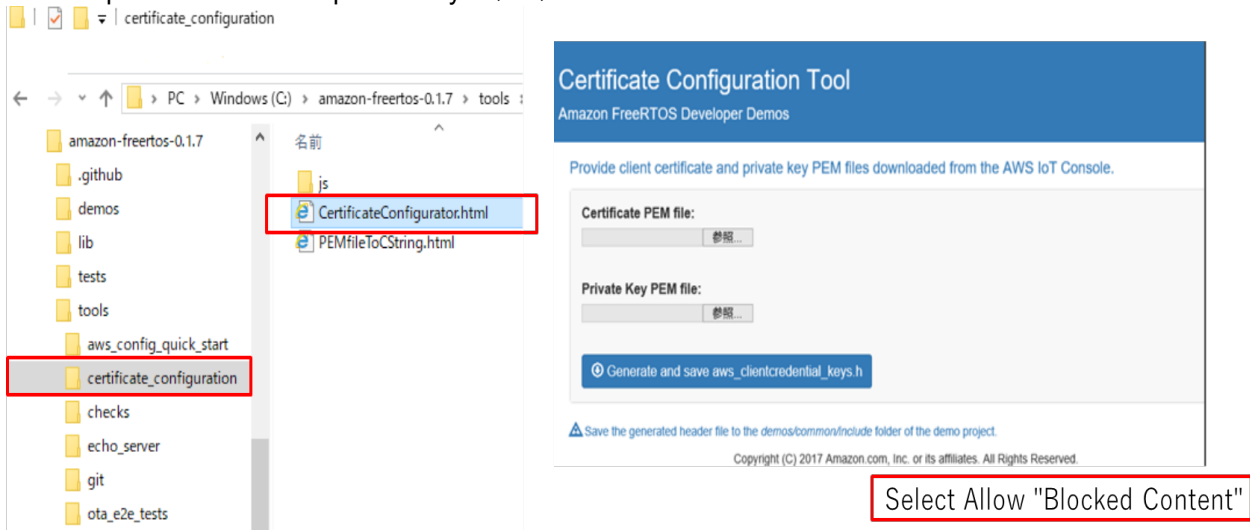 certificate_configuration
PC > Windows (C:) > amazon-freertos-0.1.7 > tools
amazon-freertos-0.1.7
.github
demos
lib
tests
tools
aws_config_quick_start
certificate_configuration
checks
echo_server
git
ota_e2e_tests
名前
js
CertificateConfigurator.html
PEMfileToCString.html
Certificate Configuration Tool
Amazon FreeRTOS Developer Demos
Provide client certificate and private key PEM files downloaded from the AWS IoT Console.
Certificate PEM file:
参照...
Private Key PEM file:
参照...
Generate and save aws_clientcredential_keys.h
Save the generated header file to the demos/common/include folder of the demo project.
Copyright (C) 2017 Amazon.com, Inc. or its affiliates. All Rights Reserved.
Select Allow "Blocked Content"